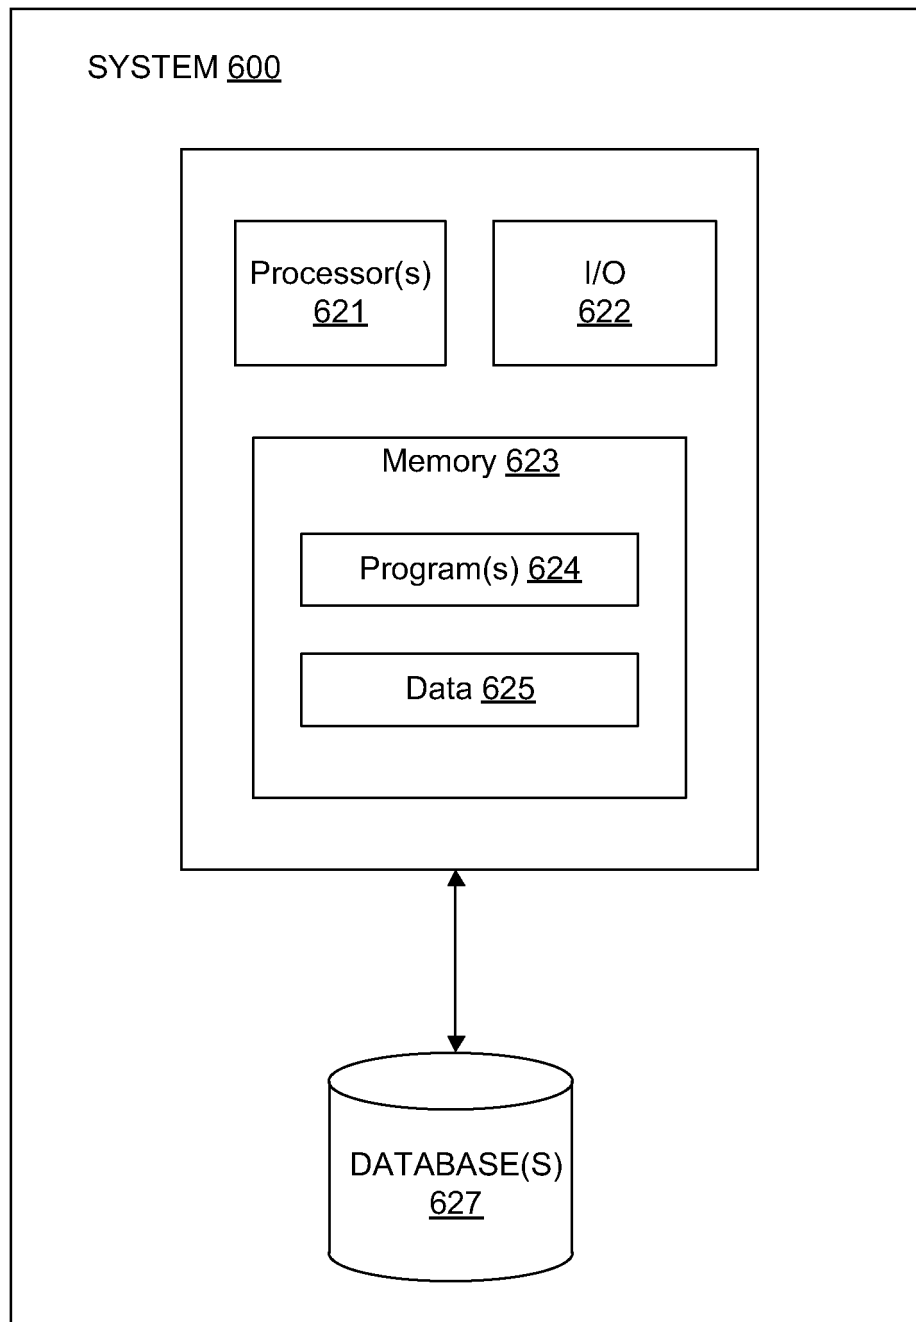 SYSTEM 600
Processor(s)
621
I/O
622
Memory 623
Program(s) 624
Data 625
DATABASE(S)
627